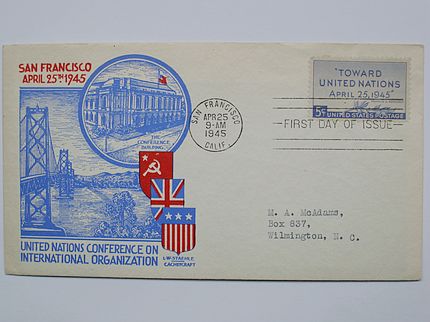 SAN FRANCISCO
APRIL 25TH 1945
THE
CONFERENCE
BUILDING
UNITED NATIONS CONFERENCE ON
INTERNATIONAL ORGANIZATION
L.W. STAEHLE
CACHETCRAFT
SAN FRANCISCO
APR 25
9-AM
1945
CALIF.
"TOWARD
UNITED NATIONS
APRIL 25, 1945"
5¢ UNITED STATES POSTAGE
FIRST DAY OF ISSUE
M. A. McAdams,
Box 837,
Wilmington, N. C.